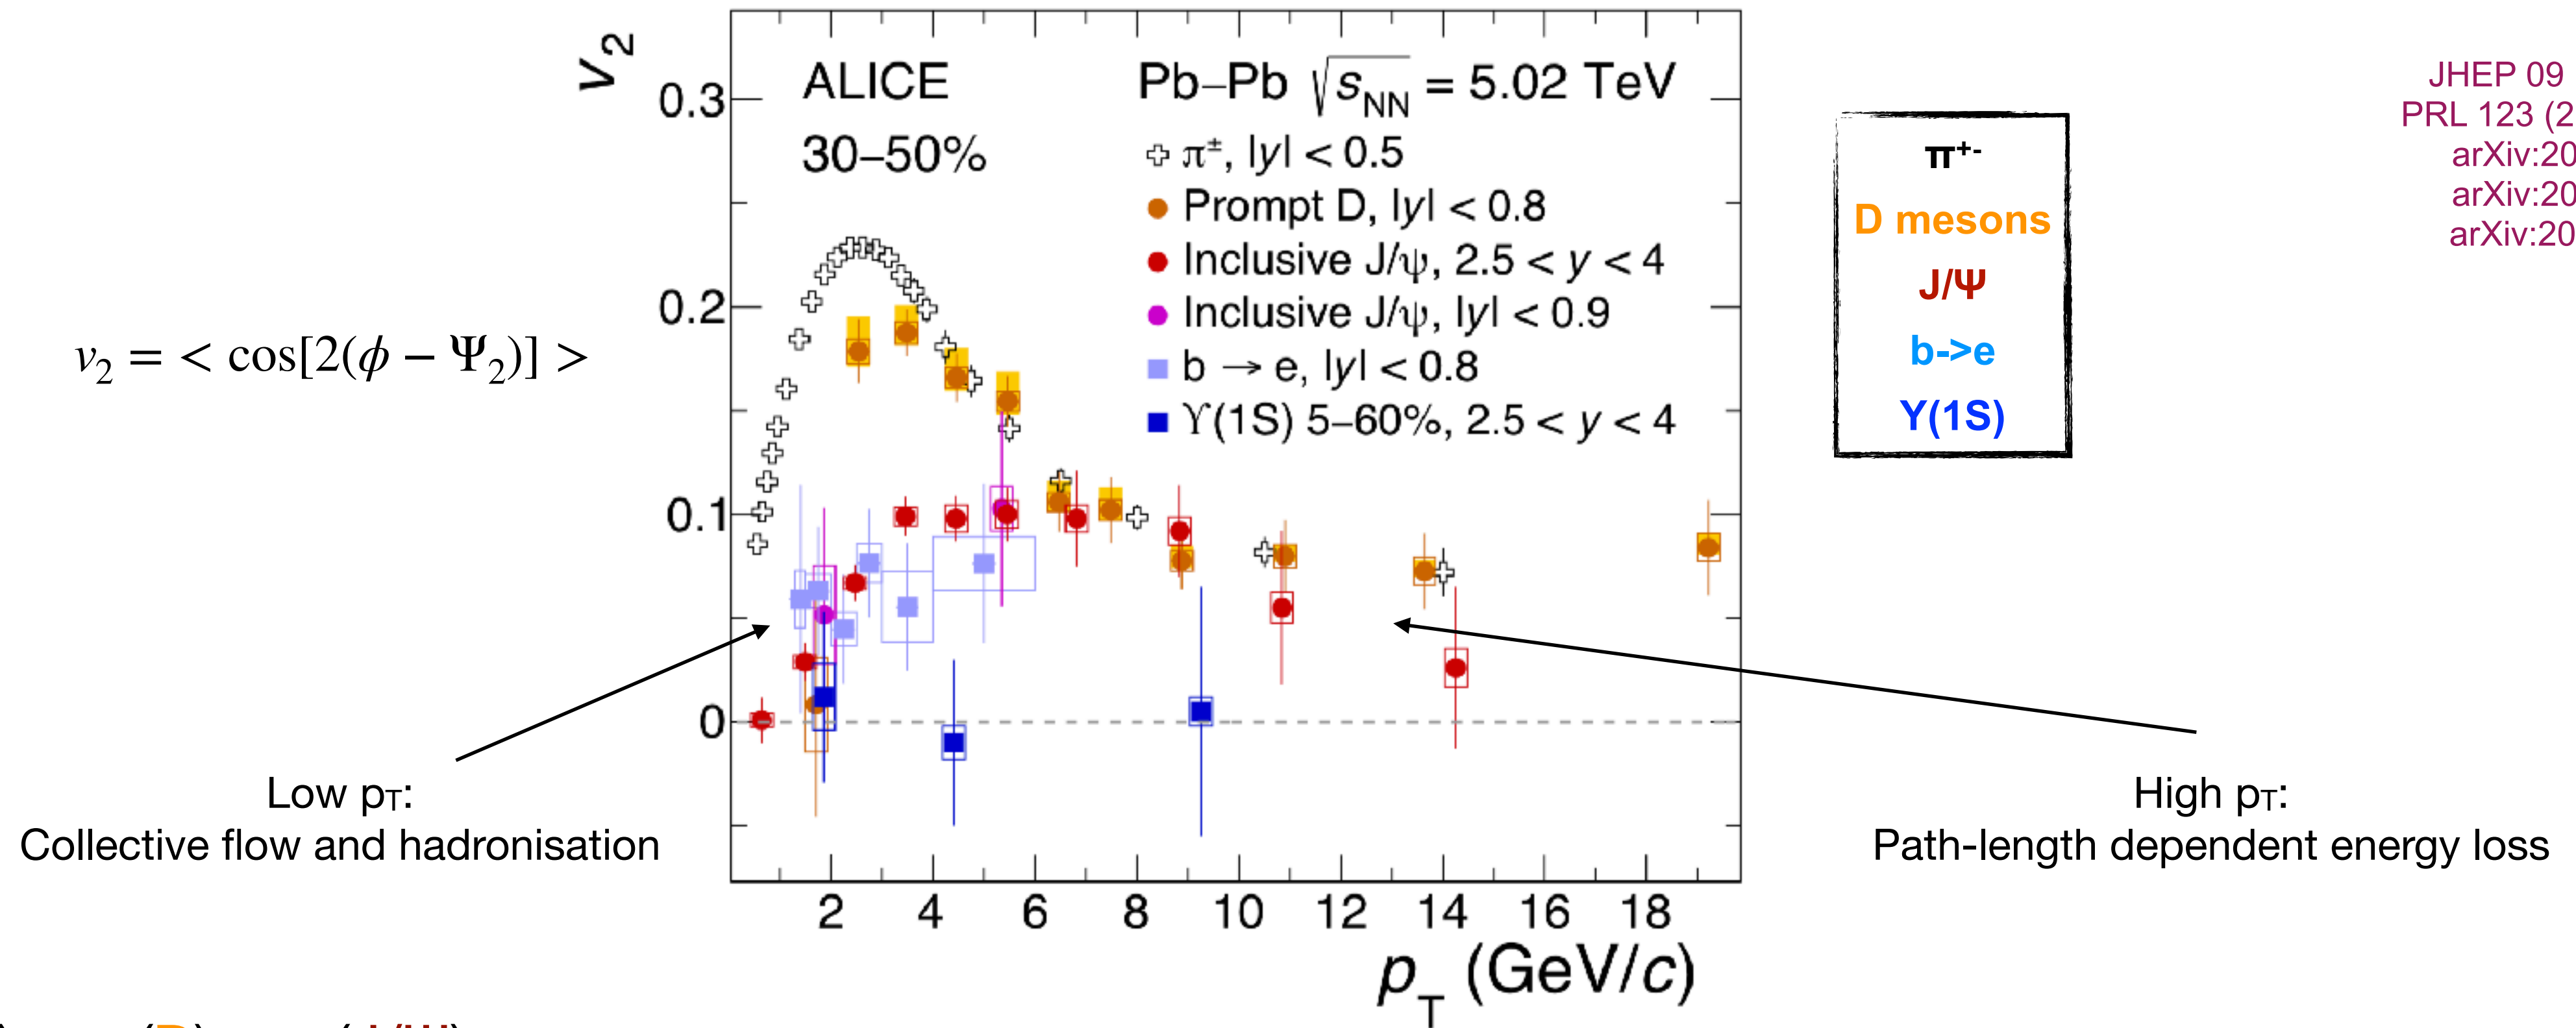 v₂
0.3
0.2
0.1
0
ALICE
30–50%
Pb–Pb √sNN = 5.02 TeV
π±, |y| < 0.5
Prompt D, |y| < 0.8
Inclusive J/ψ, 2.5 < y < 4
Inclusive J/ψ, |y| < 0.9
b → e, |y| < 0.8
ϒ(1S) 5–60%, 2.5 < y < 4
2 4 6 8 10 12 14 16 18
pT (GeV/c)
v₂ = < cos[2(ϕ − Ψ₂)] >
π+-
D mesons
J/Ψ
b->e
Υ(1S)
JHEP 09
PRL 123 (2
arXiv:20
arXiv:20
arXiv:20
Low pT:
Collective flow and hadronisation
High pT:
Path-length dependent energy loss